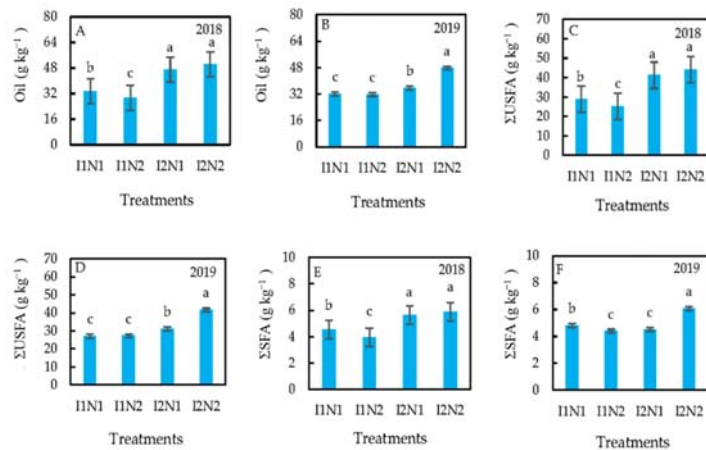 A 2018
Oil (g kg⁻¹)
80
64
48
32
16
0
b c a a
I1N1 I1N2 I2N1 I2N2
Treatments
B 2019
Oil (g kg⁻¹)
80
64
48
32
16
0
c c b a
I1N1 I1N2 I2N1 I2N2
Treatments
C 2018
ΣUSFA (g kg⁻¹)
70
60
50
40
30
20
10
0
b c a a
I1N1 I1N2 I2N1 I2N2
Treatments
D 2019
ΣUSFA (g kg⁻¹)
70
60
50
40
30
20
10
0
c c b a
I1N1 I1N2 I2N1 I2N2
Treatments
E 2018
ΣSFA (g kg⁻¹)
10
8
6
4
2
0
b c a a
I1N1 I1N2 I2N1 I2N2
Treatments
F 2019
ΣSFA (g kg⁻¹)
10
8
6
4
2
0
b c c a
I1N1 I1N2 I2N1 I2N2
Treatments